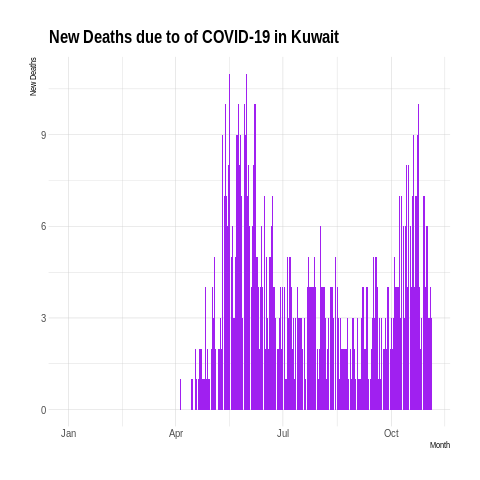 New Deaths due to of COVID-19 in Kuwait
New Deaths
9
6
3
0
Jan Apr Jul Oct
Month